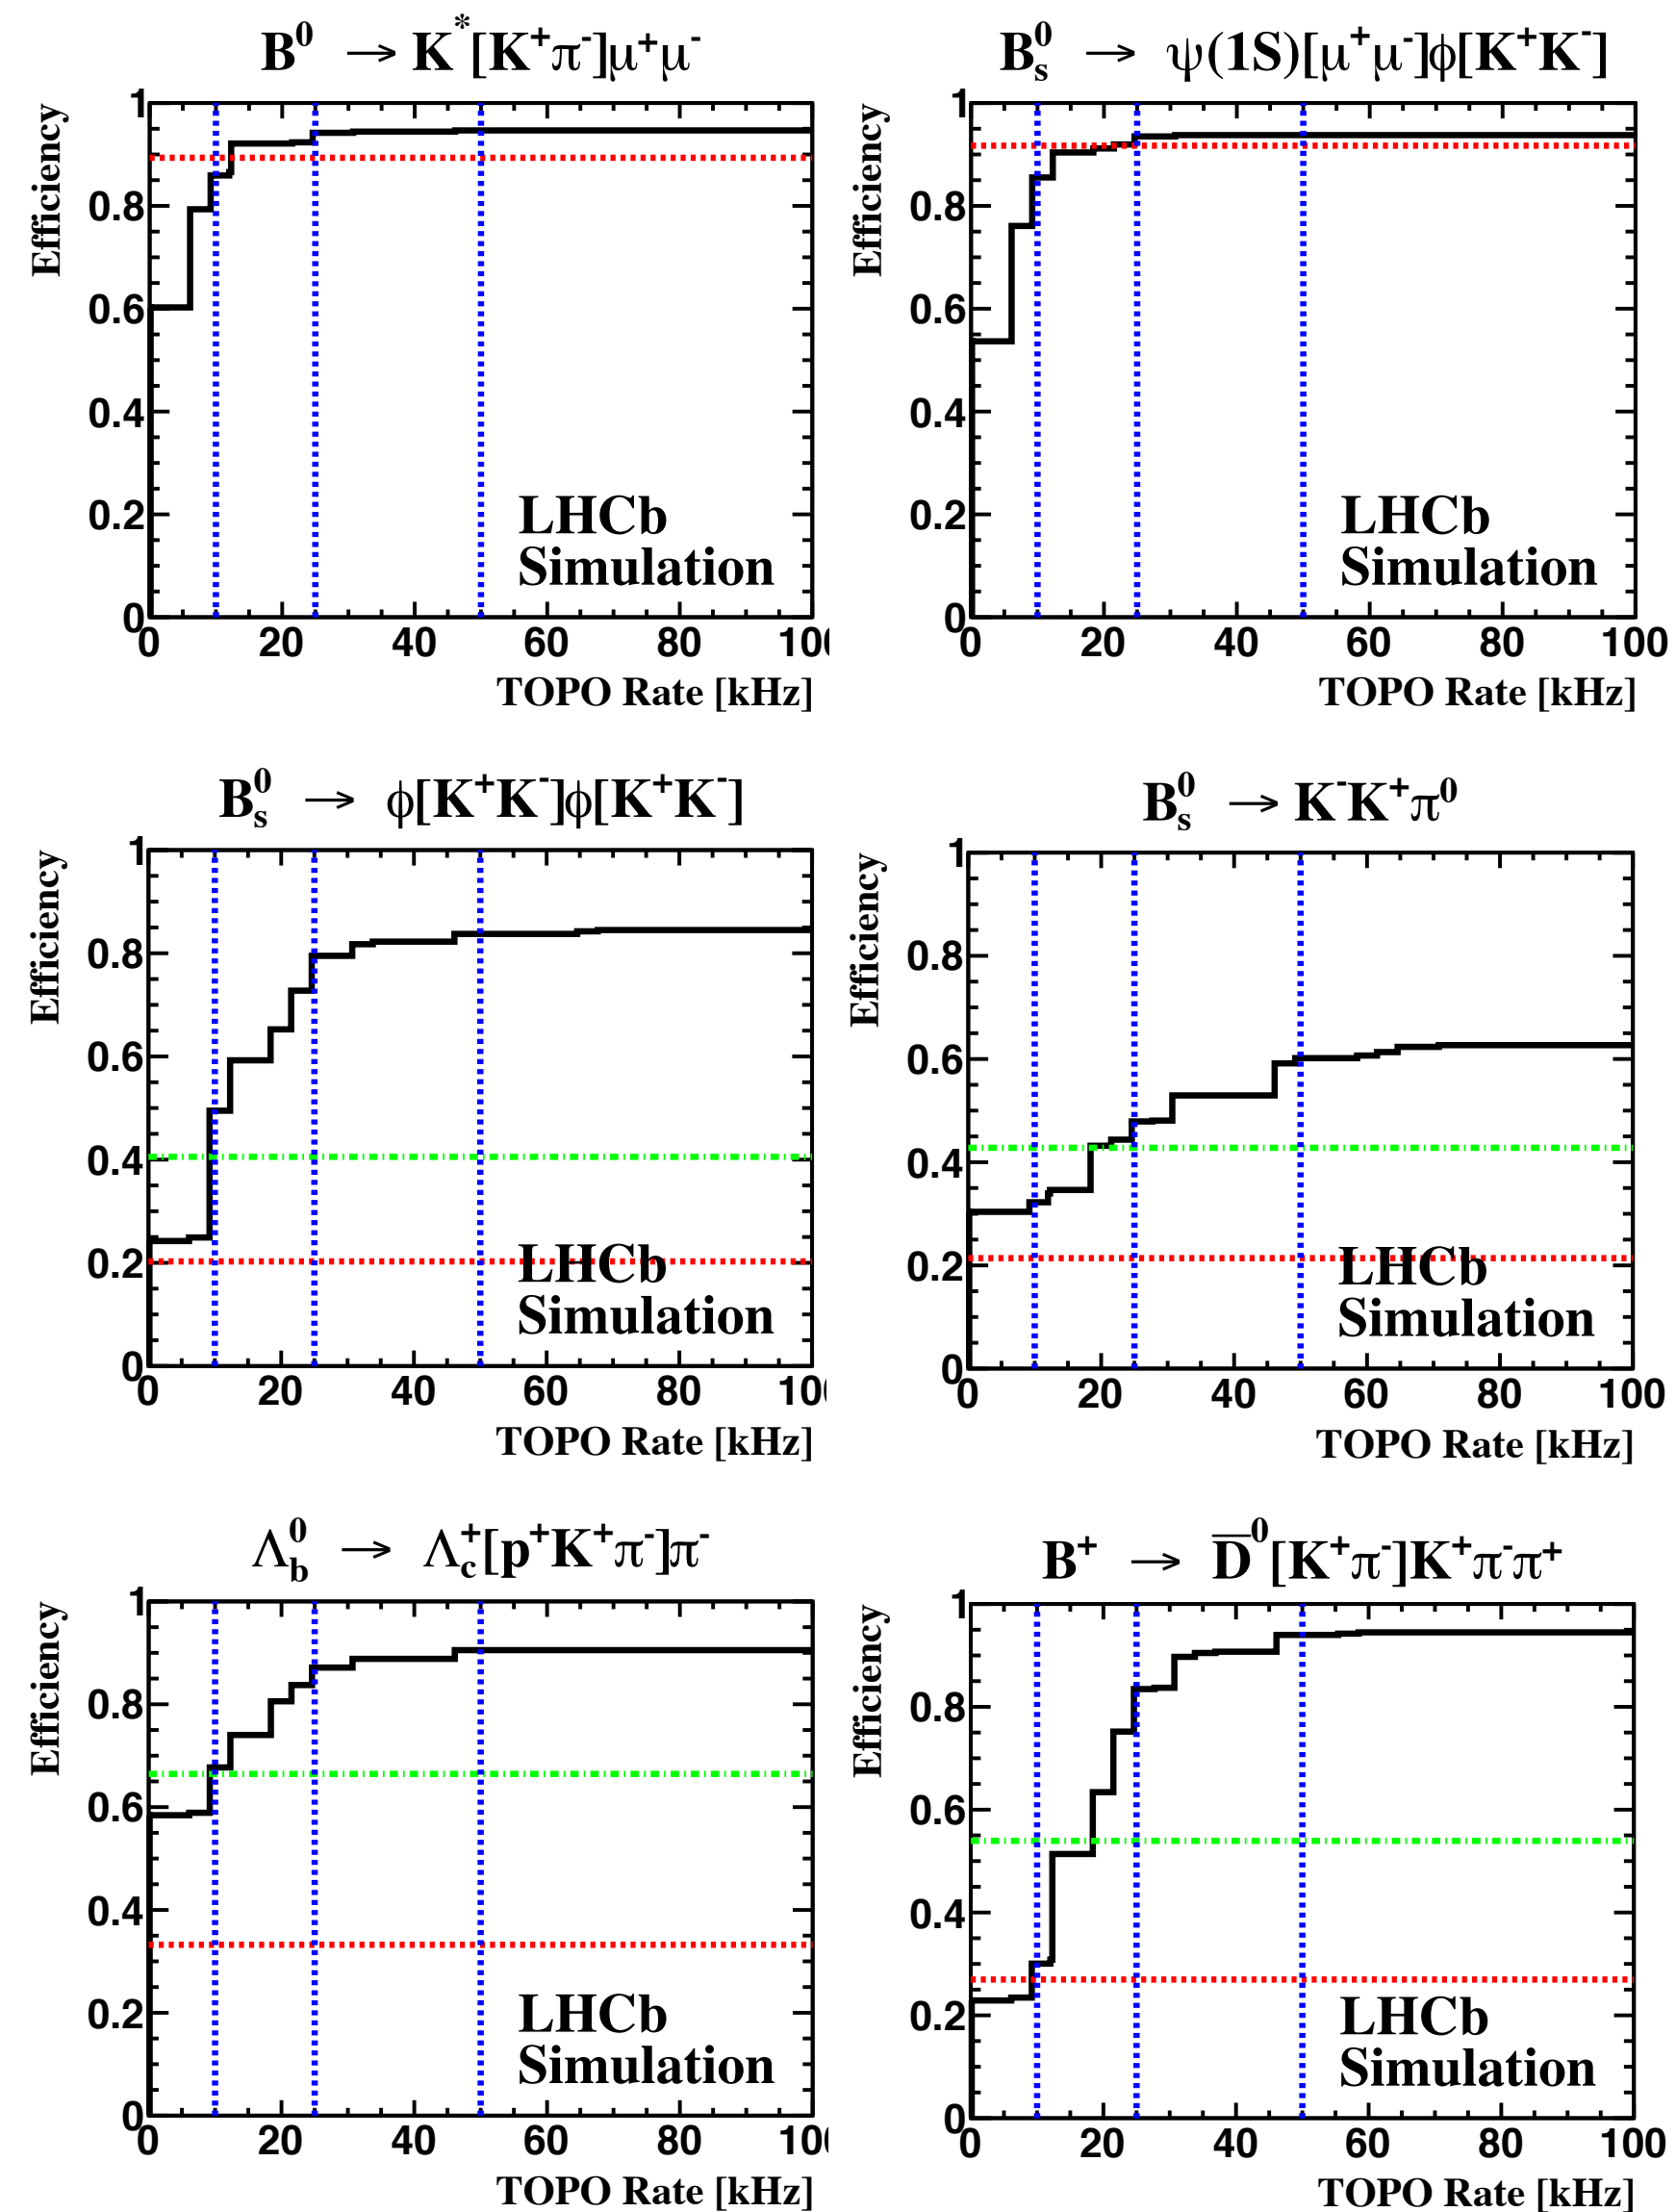 B⁰ → K*[K⁺π⁻]μ⁺μ⁻
Efficiency
1
0.8
0.6
0.4
0.2
0
LHCb
Simulation
0 20 40 60 80 10
TOPO Rate [kHz]
B⁰ₛ → ψ(1S)[μ⁺μ⁻]ϕ[K⁺K⁻]
Efficiency
1
0.8
0.6
0.4
0.2
0
LHCb
Simulation
0 20 40 60 80 100
TOPO Rate [kHz]
B⁰ₛ → ϕ[K⁺K⁻]ϕ[K⁺K⁻]
Efficiency
1
0.8
0.6
0.4
0.2
0
LHCb
Simulation
0 20 40 60 80 10
TOPO Rate [kHz]
B⁰ₛ → K⁻K⁺π⁰
Efficiency
1
0.8
0.6
0.4
0.2
0
LHCb
Simulation
0 20 40 60 80 100
TOPO Rate [kHz]
Λ⁰_b → Λ⁺_c[p⁺K⁺π⁻]π⁻
Efficiency
1
0.8
0.6
0.4
0.2
0
LHCb
Simulation
0 20 40 60 80 10
TOPO Rate [kHz]
B⁺ → D̅⁰[K⁺π⁻]K⁺π⁻π⁺
Efficiency
1
0.8
0.6
0.4
0.2
0
LHCb
Simulation
0 20 40 60 80 100
TOPO Rate [kHz]